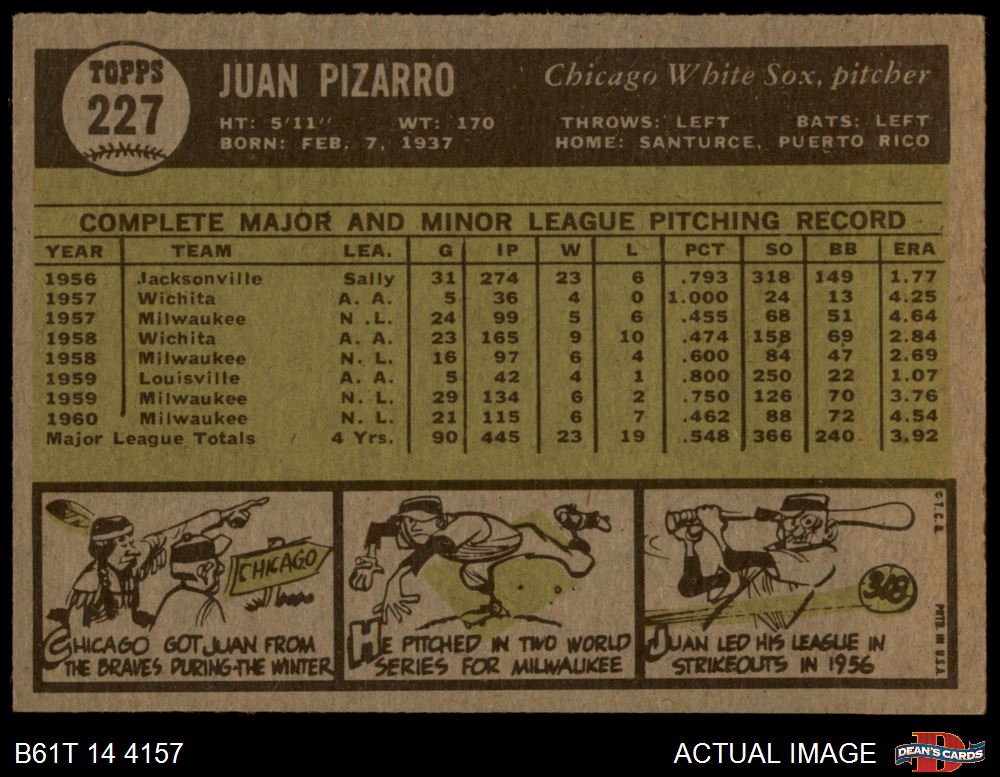 TOPPS
227
JUAN PIZARRO
Chicago White Sox, pitcher
HT: 5'11" WT: 170 THROWS: LEFT BATS: LEFT
BORN: FEB. 7, 1937 HOME: SANTURCE, PUERTO RICO
COMPLETE MAJOR AND MINOR LEAGUE PITCHING RECORD
YEAR TEAM LEA. G IP W L PCT SO BB ERA
1956 Jacksonville Sally 31 274 23 6 .793 318 149 1.77
1957 Wichita A. A. 5 36 4 0 1.000 24 13 4.25
1957 Milwaukee N .L. 24 99 5 6 .455 68 51 4.64
1958 Wichita A. A. 23 165 9 10 .474 158 69 2.84
1958 Milwaukee N. L. 16 97 6 4 .600 84 47 2.69
1959 Louisville A. A. 5 42 4 1 .800 250 22 1.07
1959 Milwaukee N. L. 29 134 6 2 .750 126 70 3.76
1960 Milwaukee N. L. 21 115 6 7 .462 88 72 4.54
Major League Totals 4 Yrs. 90 445 23 19 .548 366 240 3.92
CHICAGO
CHICAGO GOT JUAN FROM
THE BRAVES DURING THE WINTER
HE PITCHED IN TWO WORLD
SERIES FOR MILWAUKEE
308
JUAN LED HIS LEAGUE IN
STRIKEOUTS IN 1956
© T.C.G.
PRTD IN U.S.A.
B61T 14 4157
ACTUAL IMAGE
D
DEAN'S CARDS